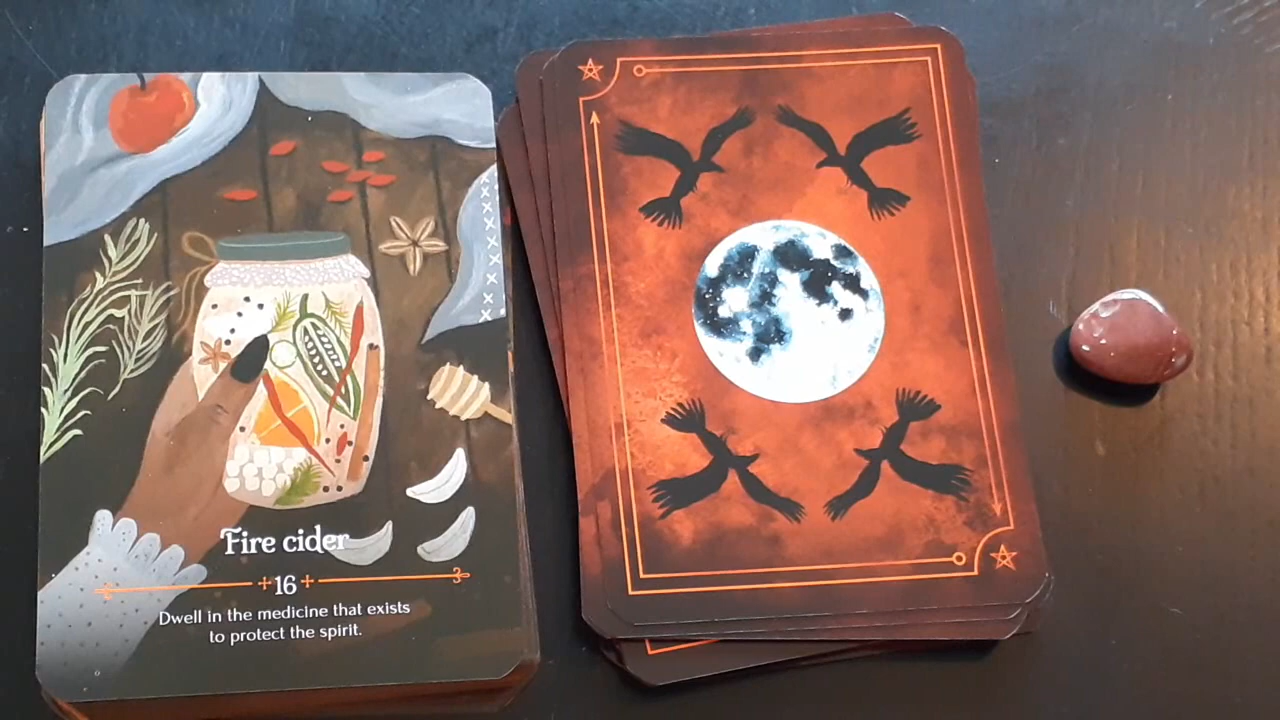 Fire cider
16
Dwell in the medicine that exists
to protect the spirit.